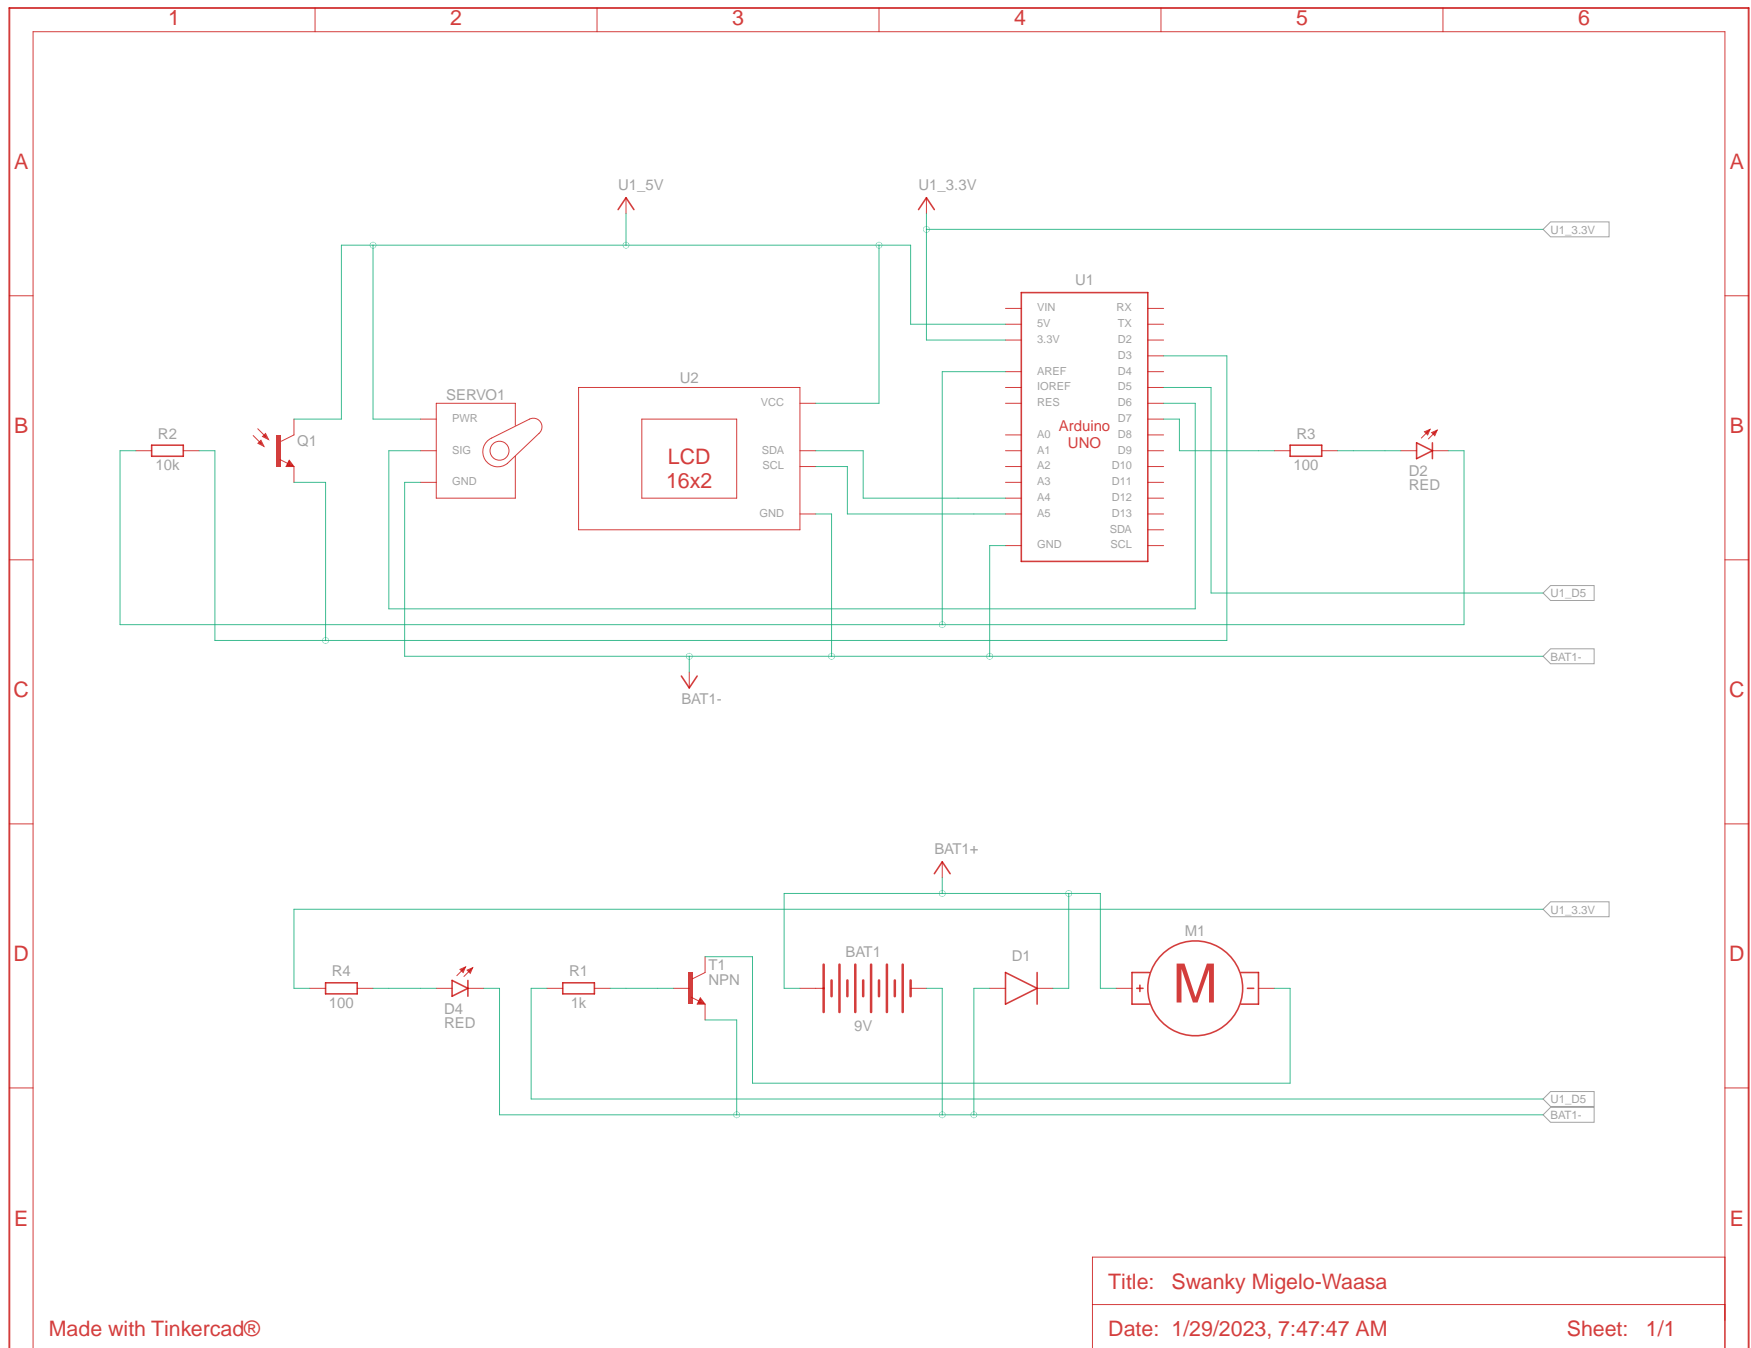 1 2 3 4 5 6
A A
U1_5V U1_3.3V
U1_3.3V
U1
VIN RX
5V TX
3.3V D2
D3
AREF D4
IOREF D5
RES D6
D7
A0 D8
A1 D9
A2 D10
A3 D11
A4 D12
A5 D13
SDA
GND SCL
Arduino
UNO
B B
R2
10k
Q1
SERVO1
PWR
SIG
GND
U2
VCC
SDA
SCL
GND
LCD
16x2
R3
100
D2
RED
U1_D5
BAT1-
C C
BAT1-
BAT1+
U1_3.3V
D D
R4
100
D4
RED
R1
1k
T1
NPN
BAT1
9V
D1
M1
+ M -
U1_D5
BAT1-
E E
Title: Swanky Migelo-Waasa
Made with Tinkercad®
Date: 1/29/2023, 7:47:47 AM Sheet: 1/1